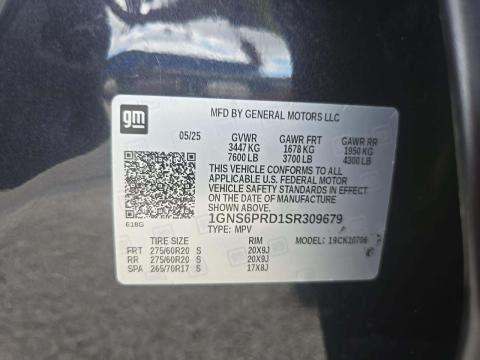 gm
MFD BY GENERAL MOTORS LLC
05/25 GVWR GAWR FRT GAWR RR
3447 KG 1678 KG 1950 KG
7600 LB 3700 LB 4300 LB
THIS VEHICLE CONFORMS TO ALL
APPLICABLE U.S. FEDERAL MOTOR
VEHICLE SAFETY STANDARDS IN
EFFECT ON THE DATE OF
MANUFACTURE SHOWN ABOVE.
1GNS6PRD1SR309679
E18G TYPE: MPV
TIRE SIZE RIM MODEL: 19CK10706
FRT 275/60R20 S 20X9J
RR 275/60R20 S 20X9J
SPA 265/70R17 S 17X8J